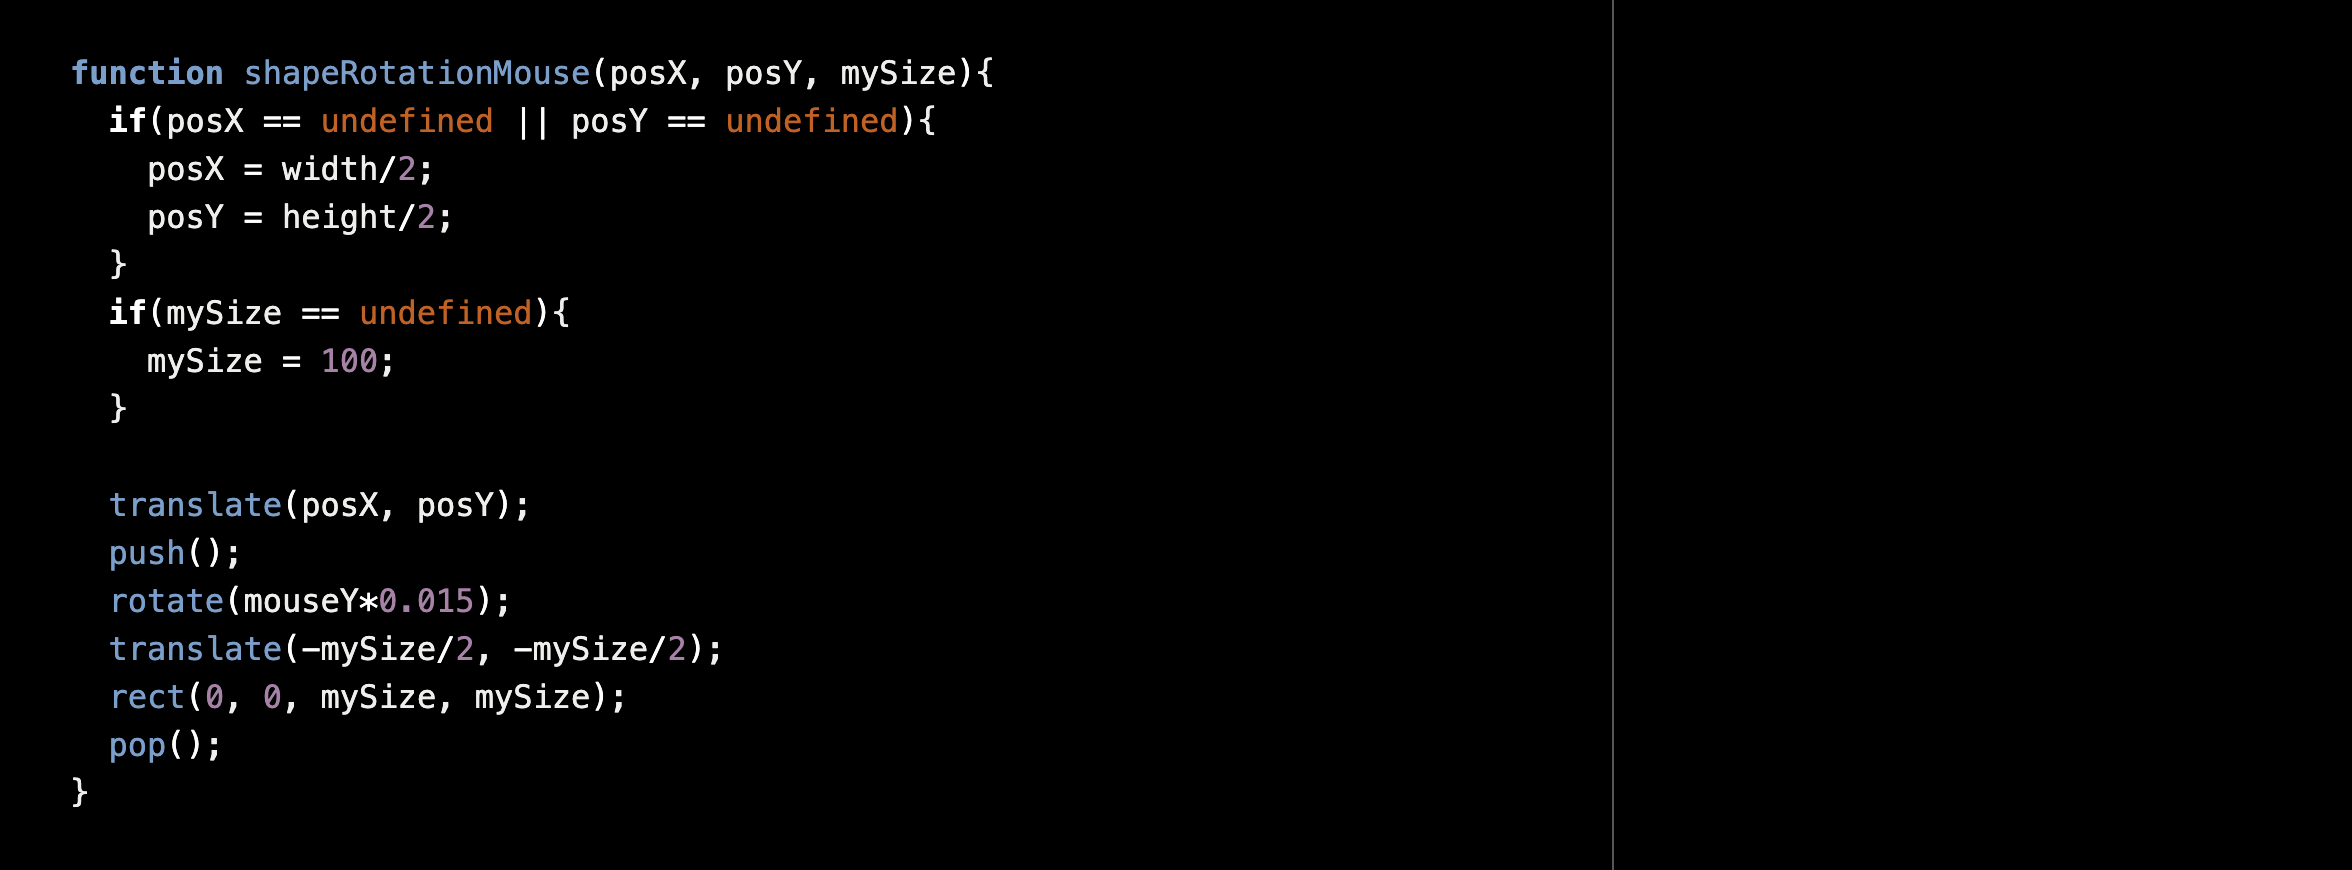 function shapeRotationMouse(posX, posY, mySize){
  if(posX == undefined || posY == undefined){
    posX = width/2;
    posY = height/2;
  }
  if(mySize == undefined){
    mySize = 100;
  }

  translate(posX, posY);
  push();
  rotate(mouseY*0.015);
  translate(-mySize/2, -mySize/2);
  rect(0, 0, mySize, mySize);
  pop();
}